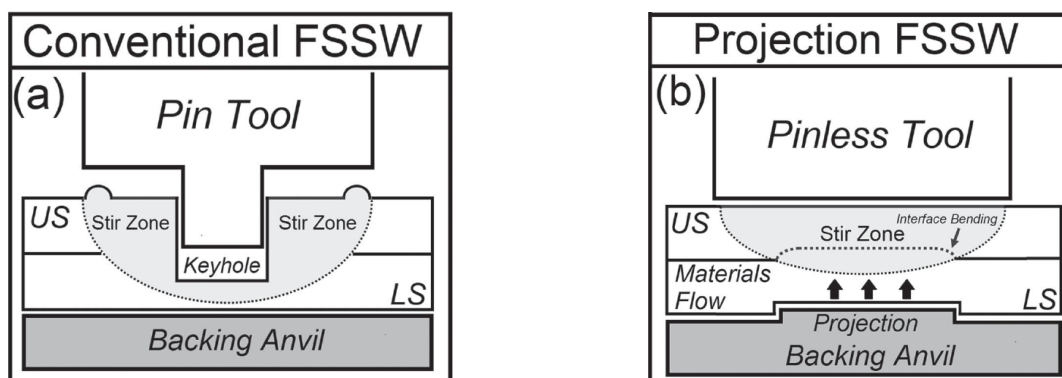 Conventional FSSW
(a)
Pin Tool
US
Stir Zone
Stir Zone
Keyhole
LS
Backing Anvil
Projection FSSW
(b)
Pinless Tool
US
Interface Bending
Stir Zone
Materials
Flow
LS
Projection
Backing Anvil